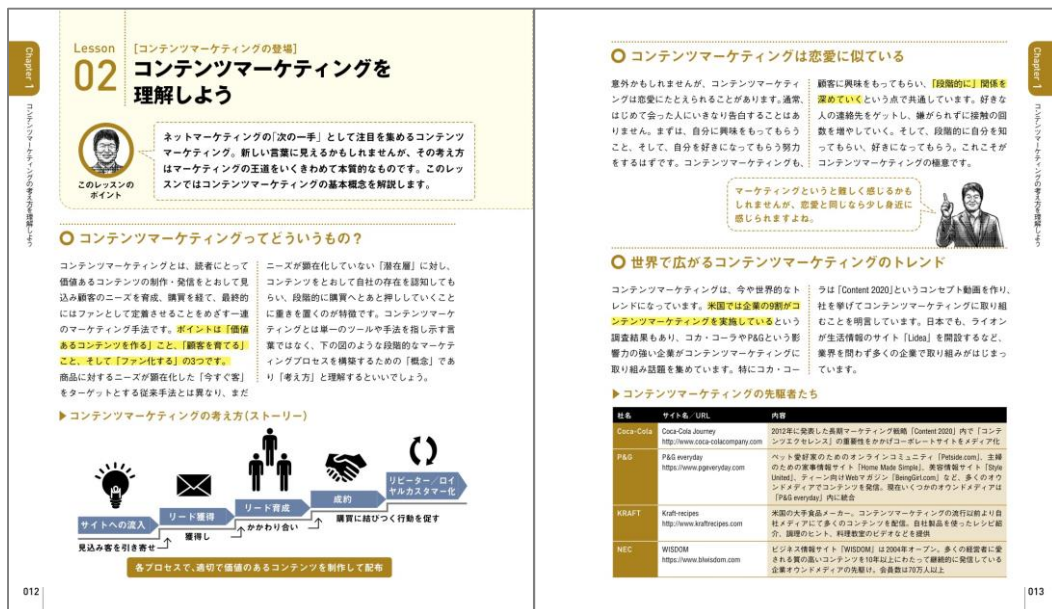 Chapter 1
コンテンツマーケティングの考え方を理解しよう
Lesson
02
[コンテンツマーケティングの登場]
コンテンツマーケティングを
理解しよう
このレッスンの
ポイント
ネットマーケティングの「次の一手」として注目を集めるコンテンツ
マーケティング。新しい言葉に見えるかもしれませんが、その考え方
はマーケティングの王道をいくきわめて本質的なものです。このレッ
スンではコンテンツマーケティングの基本概念を解説します。
コンテンツマーケティングってどういうもの？
コンテンツマーケティングとは、読者にとって
価値あるコンテンツの制作・発信をとおして見
込み顧客のニーズを育成、購買を経て、最終的
にはファンとして定着させることをめざす一連
のマーケティング手法です。ポイントは「価値
あるコンテンツを作る」こと、「顧客を育てる」
こと、そして「ファン化する」の3つです。
商品に対するニーズが顕在化した「今すぐ客」
をターゲットとする従来手法とは異なり、まだ
ニーズが顕在化していない「潜在層」に対し、
コンテンツをとおして自社の存在を認知しても
らい、段階的に購買へとあと押ししていくこと
に重きを置くのが特徴です。コンテンツマーケ
ティングとは単一のツールや手法を指し示す言
葉ではなく、下の図のような段階的なマーケテ
ィングプロセスを構築するための「概念」であ
り「考え方」と理解するといいでしょう。
▶コンテンツマーケティングの考え方（ストーリー）
サイトへの流入
リード獲得
リード育成
成約
リピーター／ロイ
ヤルカスタマー化
見込み客を引き寄せ
獲得し
かかわり合い
購買に結びつく行動を促す
各プロセスで、適切で価値のあるコンテンツを制作して配布
012
コンテンツマーケティングは恋愛に似ている
意外かもしれませんが、コンテンツマーケティ
ングは恋愛にたとえられることがあります。通常、
はじめて会った人にいきなり告白することはあ
りません。まずは、自分に興味をもってもらう
こと、そして、自分を好きになってもらう努力
をするはずです。コンテンツマーケティングも、
顧客に興味をもってもらい、「段階的に」関係を
深めていくという点で共通しています。好きな
人の連絡先をゲットし、嫌がられずに接触の回
数を増やしていく。そして、段階的に自分を知
ってもらい、好きになってもらう。これこそが
コンテンツマーケティングの極意です。
マーケティングというと難しく感じるかも
しれませんが、恋愛と同じなら少し身近に
感じられますよね。
世界で広がるコンテンツマーケティングのトレンド
コンテンツマーケティングは、今や世界的なト
レンドになっています。米国では企業の9割がコ
ンテンツマーケティングを実施しているという
調査結果もあり、コカ・コーラやP&Gという影
響力の強い企業がコンテンツマーケティングに
取り組み話題を集めています。特にコカ・コー
ラは「Content 2020」というコンセプト動画を作り、
社を挙げてコンテンツマーケティングに取り組
むことを明言しています。日本でも、ライオン
が生活情報のサイト「Lidea」を開設するなど、
業界を問わず多くの企業で取り組みがはじまっ
ています。
▶コンテンツマーケティングの先駆者たち
社名 サイト名／URL 内容
Coca-Cola Coca-Cola Journey 2012年に発表した長期マーケティング戦略「Content 2020」内で「コンテ
http://www.coca-colacompany.com ンツエクセレンス」の重要性をかかげコーポレートサイトをメディア化
P&G P&G everyday ペット愛好家のためのオンラインコミュニティ「Petside.com」、主婦
https://www.pgeveryday.com のための家事情報サイト「Home Made Simple」、美容情報サイト「Style
United」、ティーン向けWebマガジン「BeingGirl.com」など、多くのオウ
ンドメディアでコンテンツを発信。現在いくつかのオウンドメディアは
「P&G everyday」内に統合
KRAFT Kraft-recipes 米国の大手食品メーカー。コンテンツマーケティングの流行以前より自
http://www.kraftrecipes.com 社メディアにて多くのコンテンツを配信。自社製品を使ったレシピ紹
介、調理のヒント、料理教室のビデオなどを提供
NEC WISDOM ビジネス情報サイト「WISDOM」は2004年オープン。多くの経営者に愛
https://www.blwisdom.com される質の高いコンテンツを10年以上にわたって継続的に発信している
企業オウンドメディアの先駆け。会員数は70万人以上
Chapter 1
コンテンツマーケティングの考え方を理解しよう
013